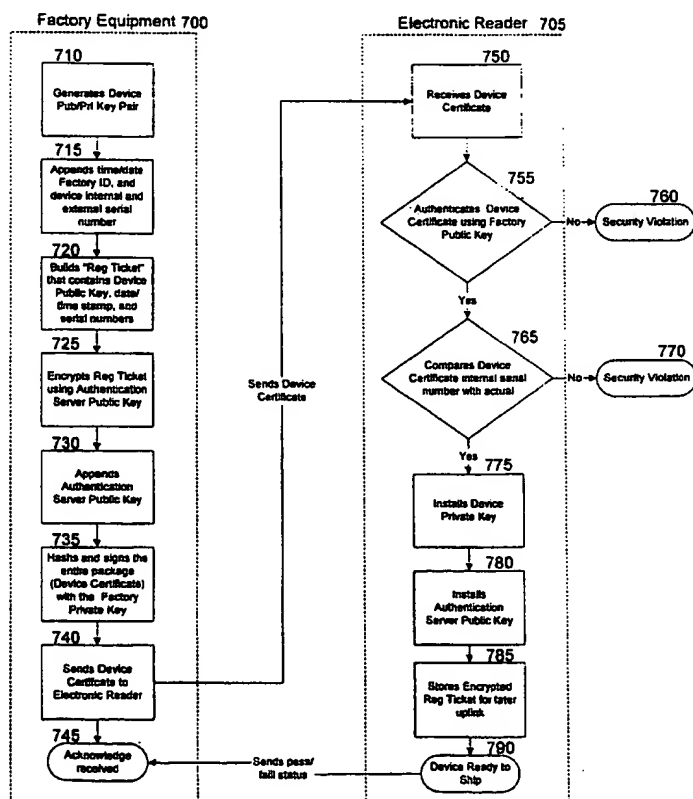 Factory Equipment 700
710
Generates Device
Pub/Pri Key Pair
715
Appends time/date
Factory ID, and
device internal and
external serial
number
720
Builds "Reg Ticket"
that contains Device
Public Key, date/
time stamp, and
serial numbers
725
Encrypts Reg Ticket
using Authentication
Server Public Key
730
Appends
Authentication
Server Public Key
735
Hashs and signs the
entire package
(Device Certificate)
with the Factory
Private Key
740
Sends Device
Certificate to
Electronic Reader
745
Acknowledge
received
Sends Device
Certificate
Sends pass/
fail status
Electronic Reader 705
750
Receives Device
Certificate
755
Authenticates Device
Certificate using Factory
Public Key
No
760
Security Violation
Yes
765
Compares Device
Certificate internal serial
number with actual
No
770
Security Violation
Yes
775
Installs Device
Private Key
780
Installs
Authentication
Server Public Key
785
Stores Encrypted
Reg Ticket for later
uplink
790
Device Ready to
Ship